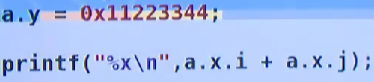 a.y = 0x11223344;
printf("%x\n",a.x.i + a.x.j);